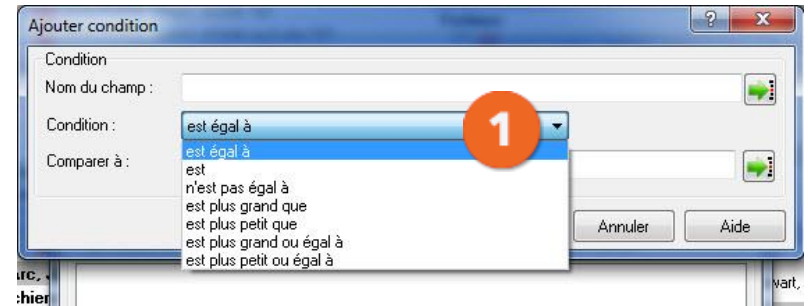 Ajouter condition
Condition
Nom du champ :
Condition :
est égal à
1
est égal à
est
n'est pas égal à
est plus grand que
est plus petit que
est plus grand ou égal à
est plus petit ou égal à
Comparer à :
Annuler
Aide